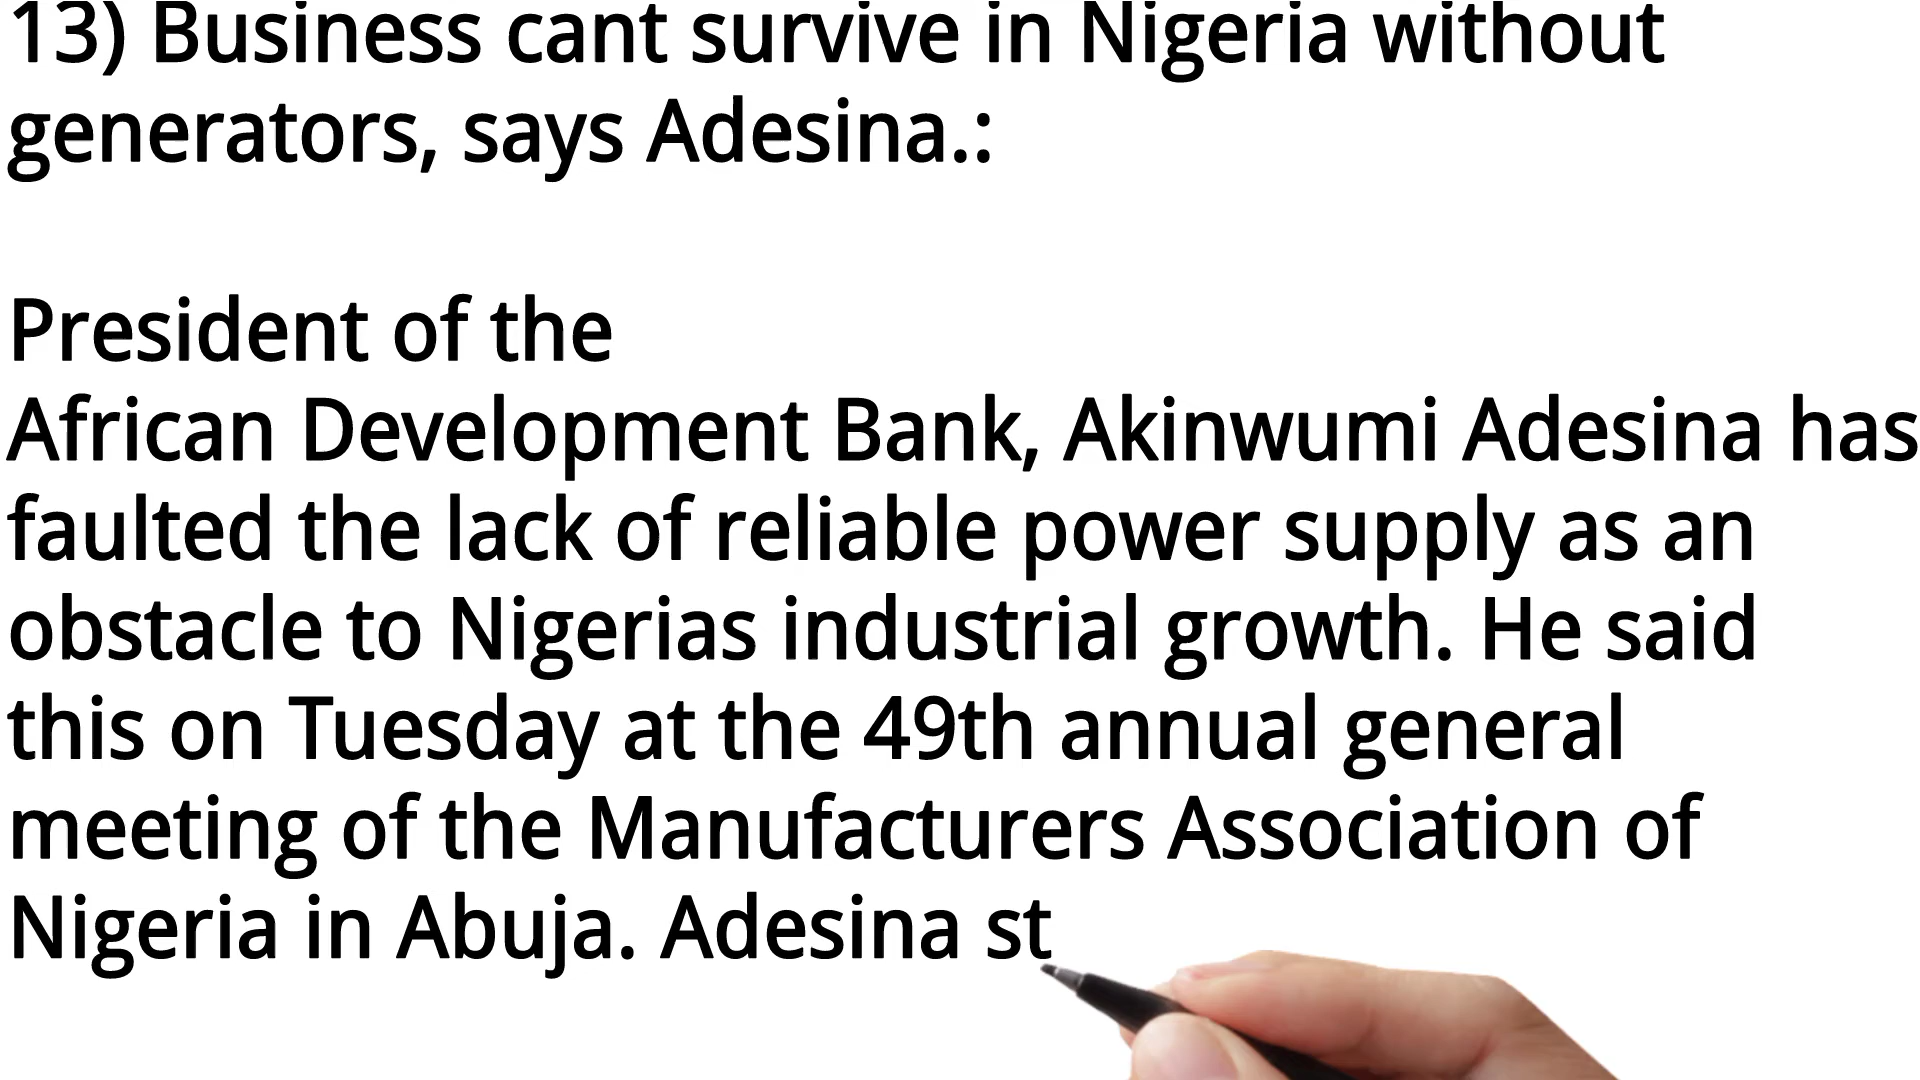 13) Business cant survive in Nigeria without
generators, says Adesina.:
President of the
African Development Bank, Akinwumi Adesina has
faulted the lack of reliable power supply as an
obstacle to Nigerias industrial growth. He said
this on Tuesday at the 49th annual general
meeting of the Manufacturers Association of
Nigeria in Abuja. Adesina st